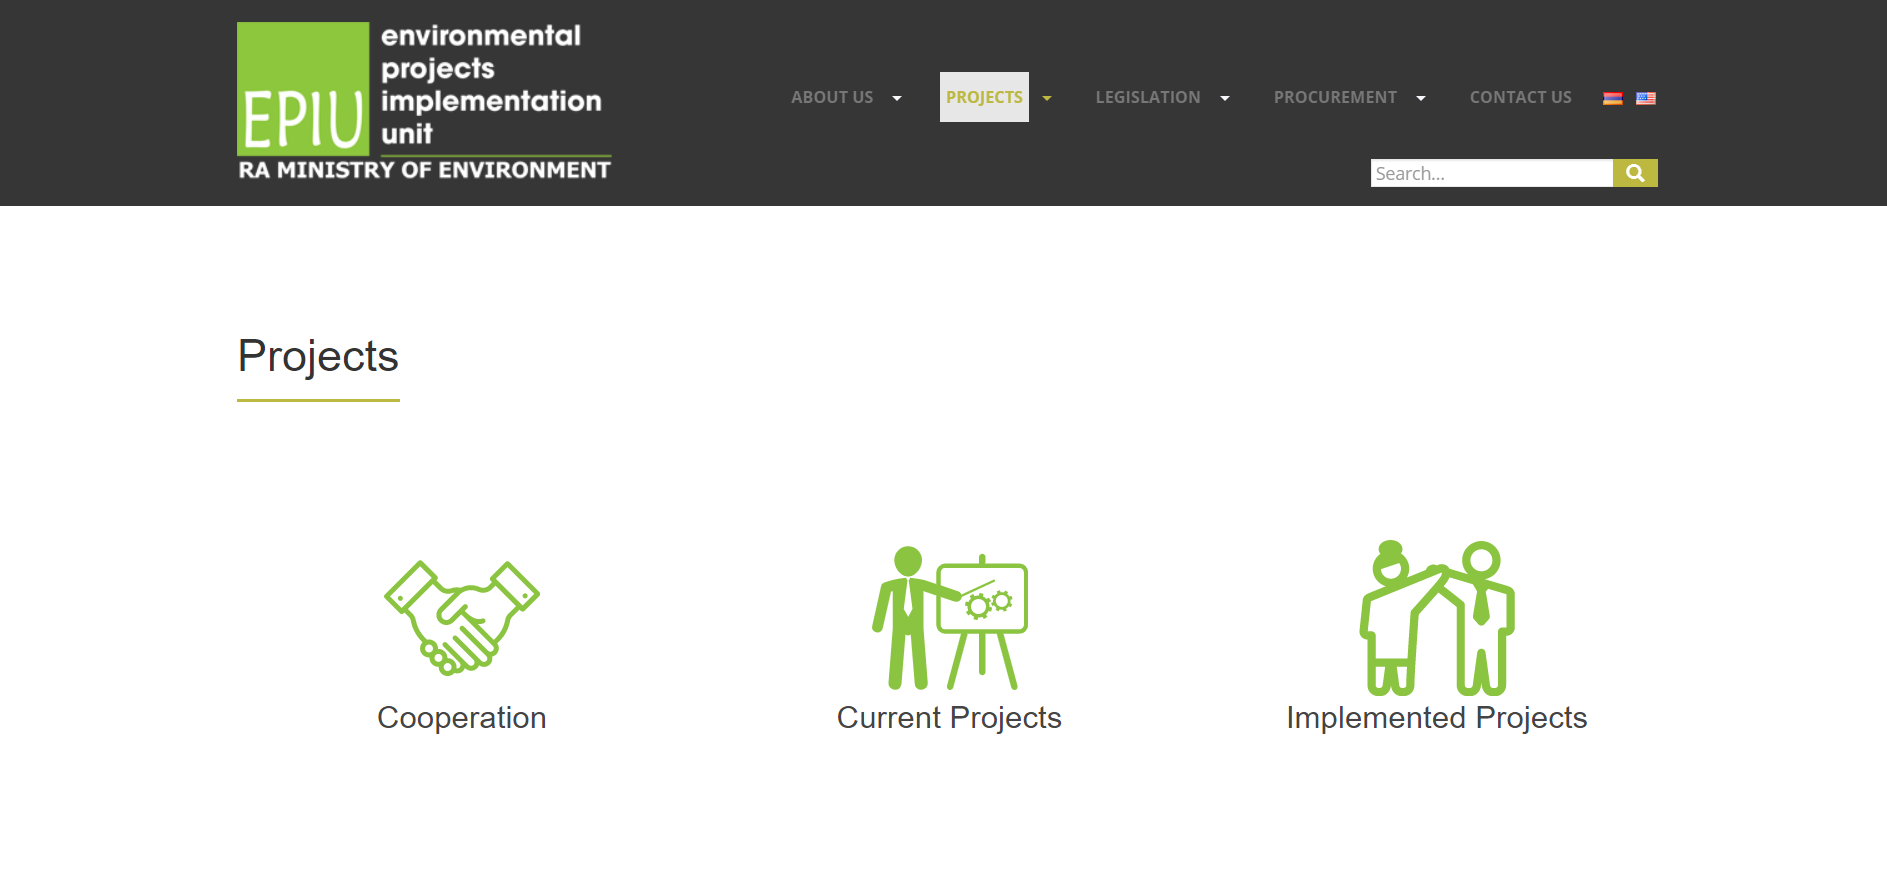 environmental
projects
implementation
unit
EPIU
RA MINISTRY OF ENVIRONMENT
ABOUT US PROJECTS LEGISLATION PROCUREMENT CONTACT US
Search...
Projects
Cooperation
Current Projects
Implemented Projects